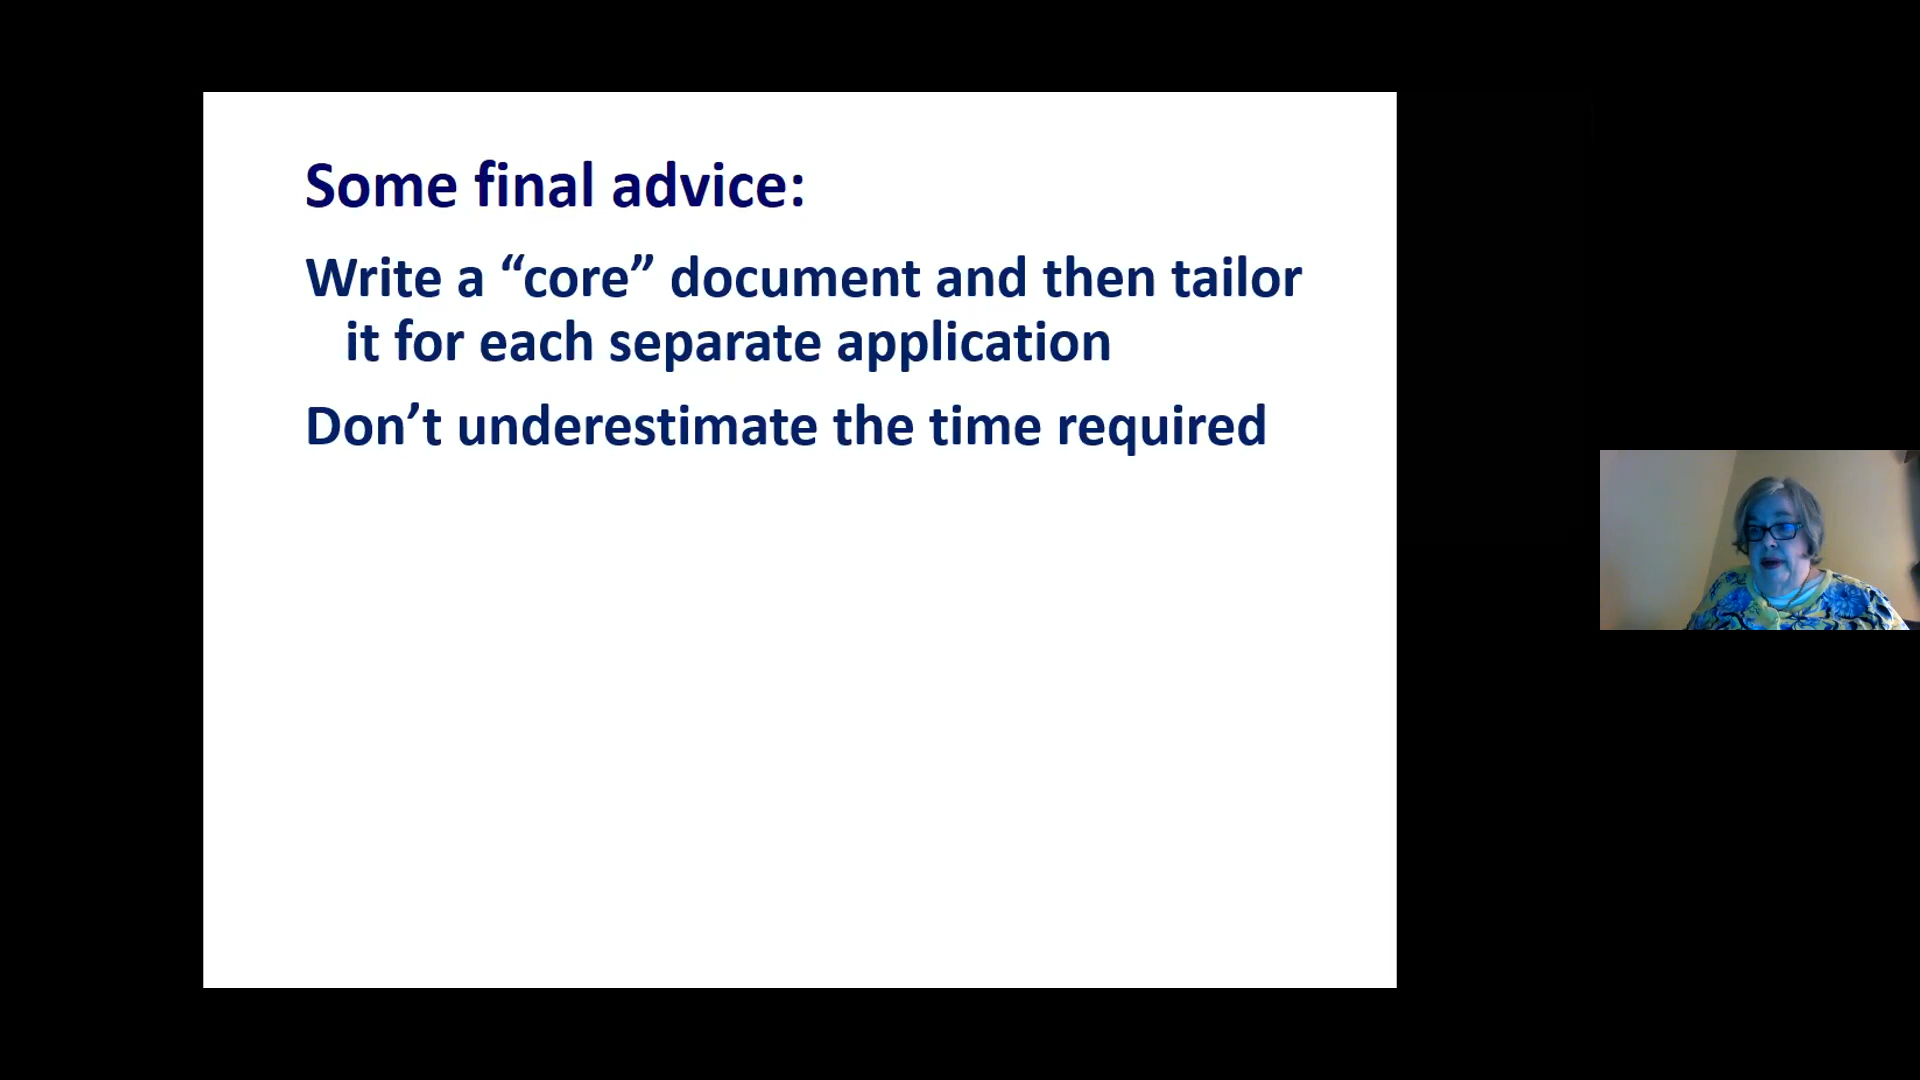 Some final advice:
Write a “core” document and then tailor
it for each separate application
Don’t underestimate the time required